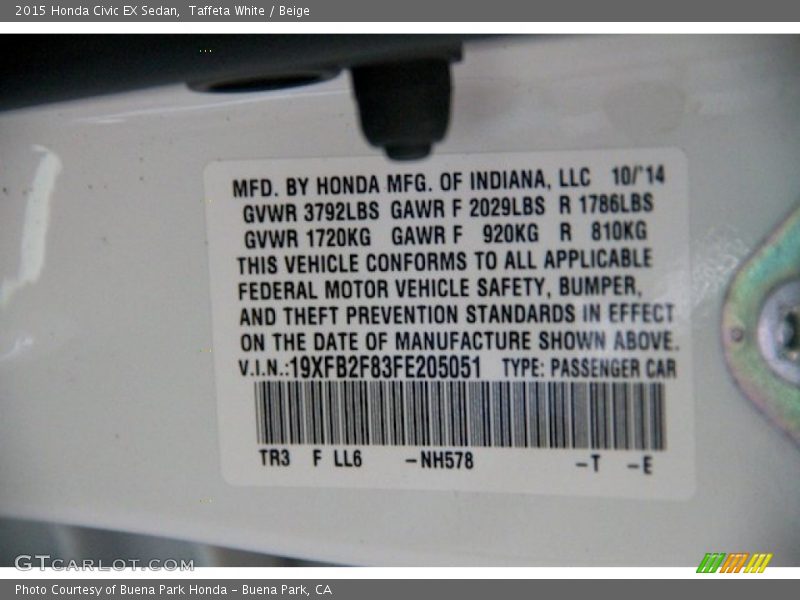 2015 Honda Civic EX Sedan,  Taffeta White / Beige
MFD. BY HONDA MFG. OF INDIANA, LLC 10/'14
GVWR 3792LBS GAWR F 2029LBS R 1786LBS
GVWR 1720KG GAWR F 920KG R 810KG
THIS VEHICLE CONFORMS TO ALL APPLICABLE
FEDERAL MOTOR VEHICLE SAFETY, BUMPER,
AND THEFT PREVENTION STANDARDS IN EFFECT
ON THE DATE OF MANUFACTURE SHOWN ABOVE.
V.I.N.:19XFB2F83FE205051 TYPE: PASSENGER CAR
TR3 F LL6 -NH578 -T -E
GTCARLOT.COM
Photo Courtesy of Buena Park Honda - Buena Park, CA